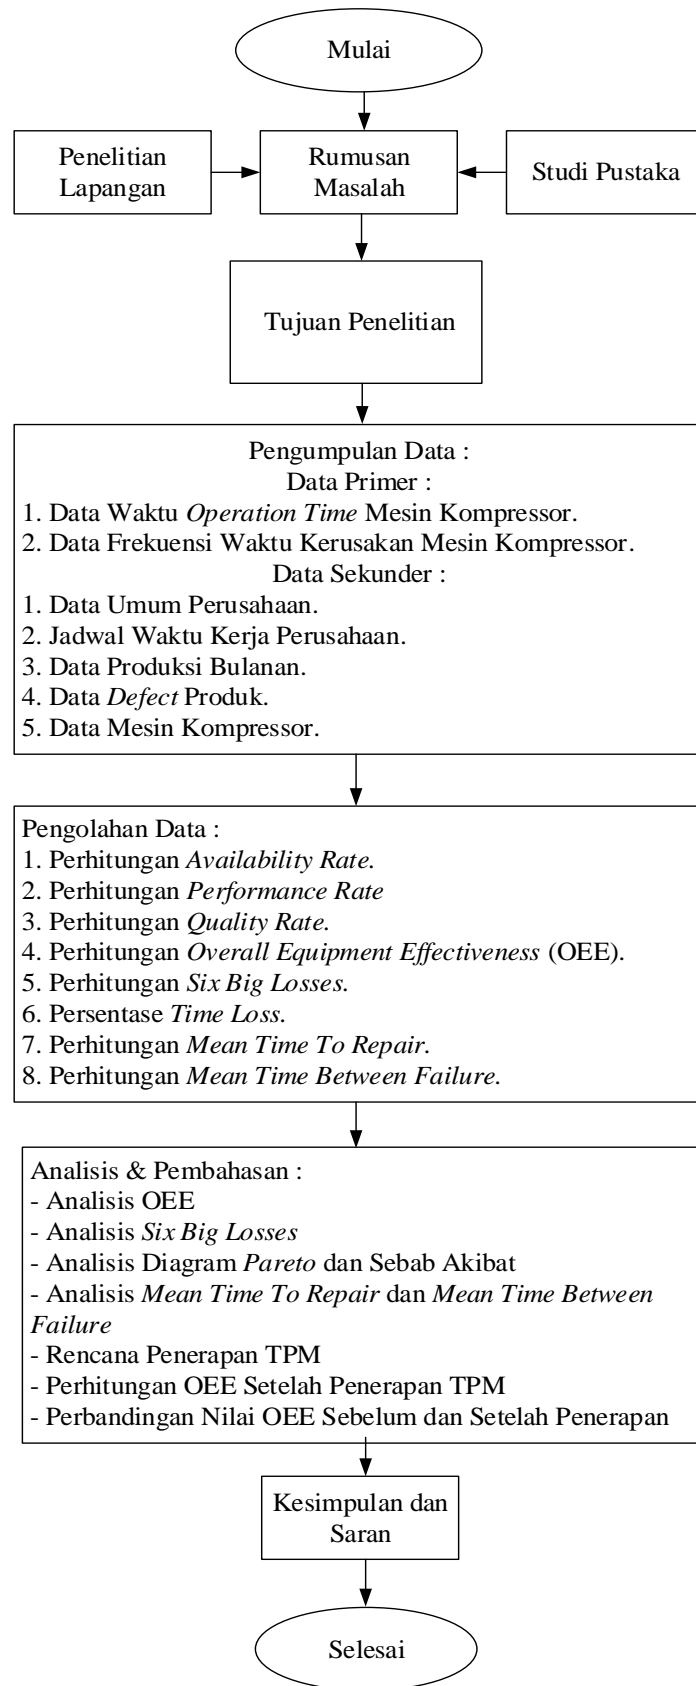 Mulai
Penelitian
Lapangan
Rumusan
Masalah
Studi Pustaka
Tujuan Penelitian
Pengumpulan Data :
Data Primer :
1. Data Waktu Operation Time Mesin Kompressor.
2. Data Frekuensi Waktu Kerusakan Mesin Kompressor.
Data Sekunder :
1. Data Umum Perusahaan.
2. Jadwal Waktu Kerja Perusahaan.
3. Data Produksi Bulanan.
4. Data Defect Produk.
5. Data Mesin Kompressor.
Pengolahan Data :
1. Perhitungan Availability Rate.
2. Perhitungan Performance Rate
3. Perhitungan Quality Rate.
4. Perhitungan Overall Equipment Effectiveness (OEE).
5. Perhitungan Six Big Losses.
6. Persentase Time Loss.
7. Perhitungan Mean Time To Repair.
8. Perhitungan Mean Time Between Failure.
Analisis & Pembahasan :
- Analisis OEE
- Analisis Six Big Losses
- Analisis Diagram Pareto dan Sebab Akibat
- Analisis Mean Time To Repair dan Mean Time Between
Failure
- Rencana Penerapan TPM
- Perhitungan OEE Setelah Penerapan TPM
- Perbandingan Nilai OEE Sebelum dan Setelah Penerapan
Kesimpulan dan
Saran
Selesai